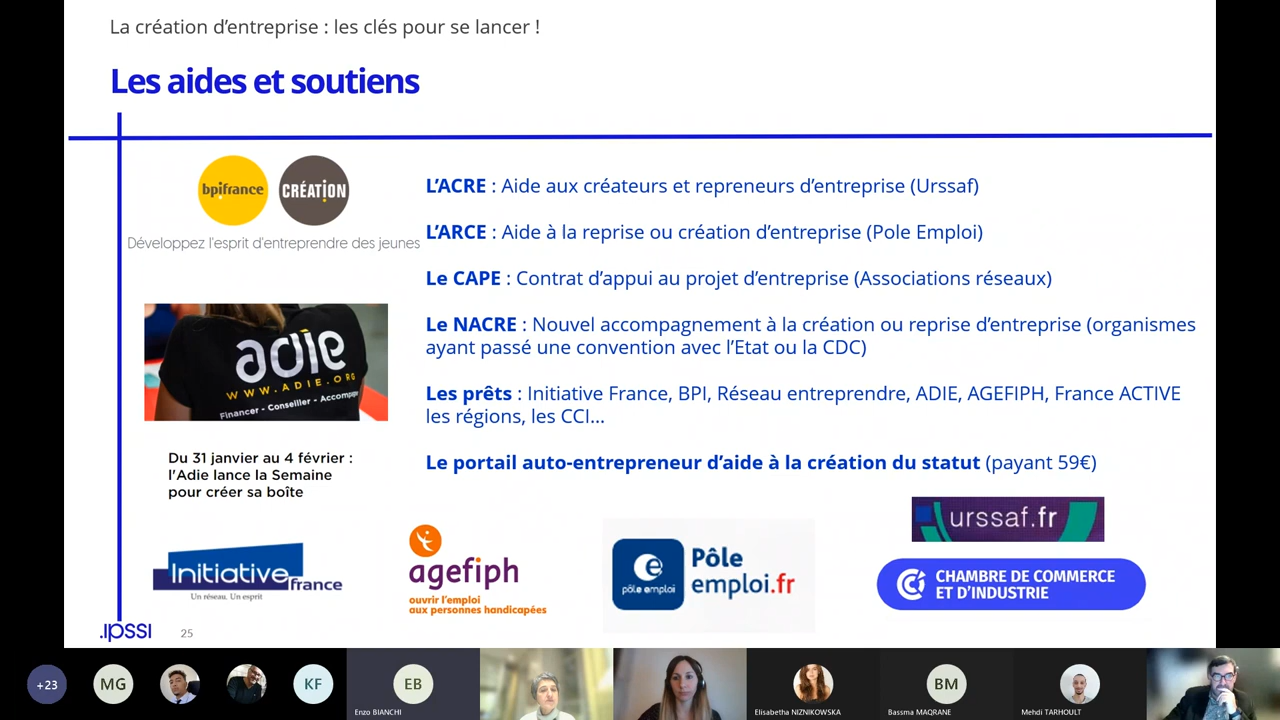 La création d'entreprise : les clés pour se lancer !
Les aides et soutiens
bpifrance
CRÉATION
Développez l'esprit d'entreprendre des jeunes
L'ACRE : Aide aux créateurs et repreneurs d'entreprise (Urssaf)
L'ARCE : Aide à la reprise ou création d'entreprise (Pole Emploi)
Le CAPE : Contrat d'appui au projet d'entreprise (Associations réseaux)
Le NACRE : Nouvel accompagnement à la création ou reprise d'entreprise (organismes
ayant passé une convention avec l'Etat ou la CDC)
Les prêts : Initiative France, BPI, Réseau entreprendre, ADIE, AGEFIPH, France ACTIVE
les régions, les CCI...
Le portail auto-entrepreneur d'aide à la création du statut (payant 59€)
adie
WWW.ADIE.ORG
Financer - Conseiller - Accomp
Du 31 janvier au 4 février :
l'Adie lance la Semaine
pour créer sa boîte
Initiative
france
Un réseau. Un esprit
agefiph
ouvrir l'emploi
aux personnes handicapées
pôle emploi
Pôle
emploi.fr
urssaf.fr
CHAMBRE DE COMMERCE
ET D'INDUSTRIE
.IPSSI
25
+23
MG
KF
EB
Enzo BIANCHI
Elisabetha NIZNIKOWSKA
BM
Bassma MAQRANE
Mehdi TARHOULT